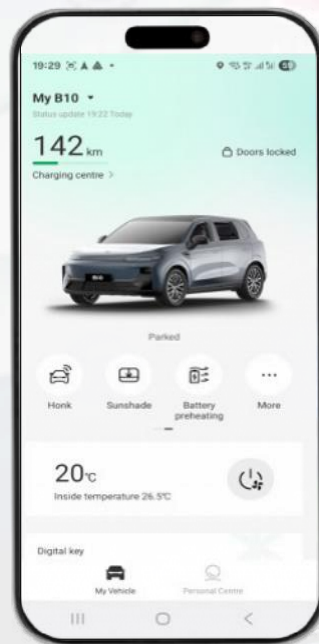 19:29
My B10
Status update 19:22 Today
142 km
Doors locked
Charging centre >
B10
Parked
Honk
Sunshade
Battery
preheating
More
20°C
Inside temperature 26.5°C
Digital key
My Vehicle
Personal Centre